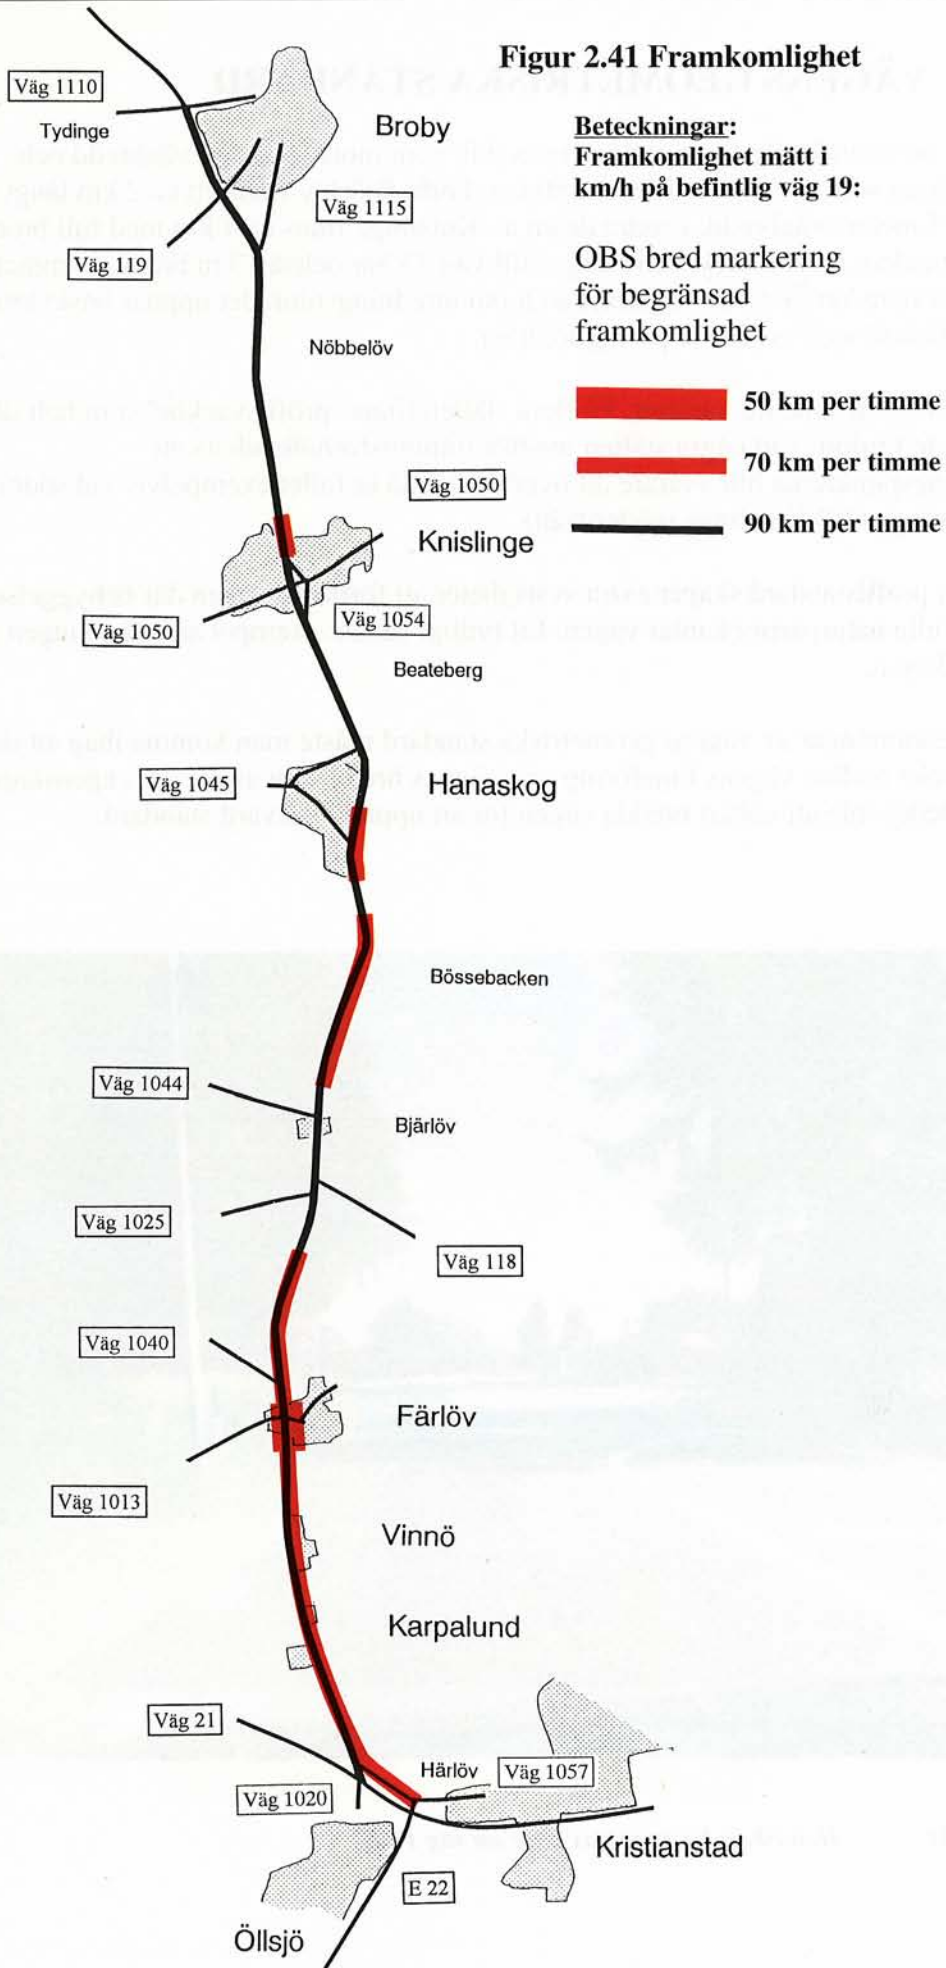 Figur 2.41 Framkomlighet
Beteckningar:
Framkomlighet mätt i
km/h på befintlig väg 19:
OBS bred markering
för begränsad
framkomlighet
50 km per timme
70 km per timme
90 km per timme
Väg 1110
Tydinge
Broby
Väg 1115
Väg 119
Nöbbelöv
Väg 1050
Knislinge
Väg 1054
Väg 1050
Beateberg
Väg 1045
Hanaskog
Bössebacken
Väg 1044
Bjärlöv
Väg 1025
Väg 118
Väg 1040
Färlöv
Väg 1013
Vinnö
Karpalund
Väg 21
Härlöv
Väg 1057
Väg 1020
Kristianstad
E 22
Öllsjö